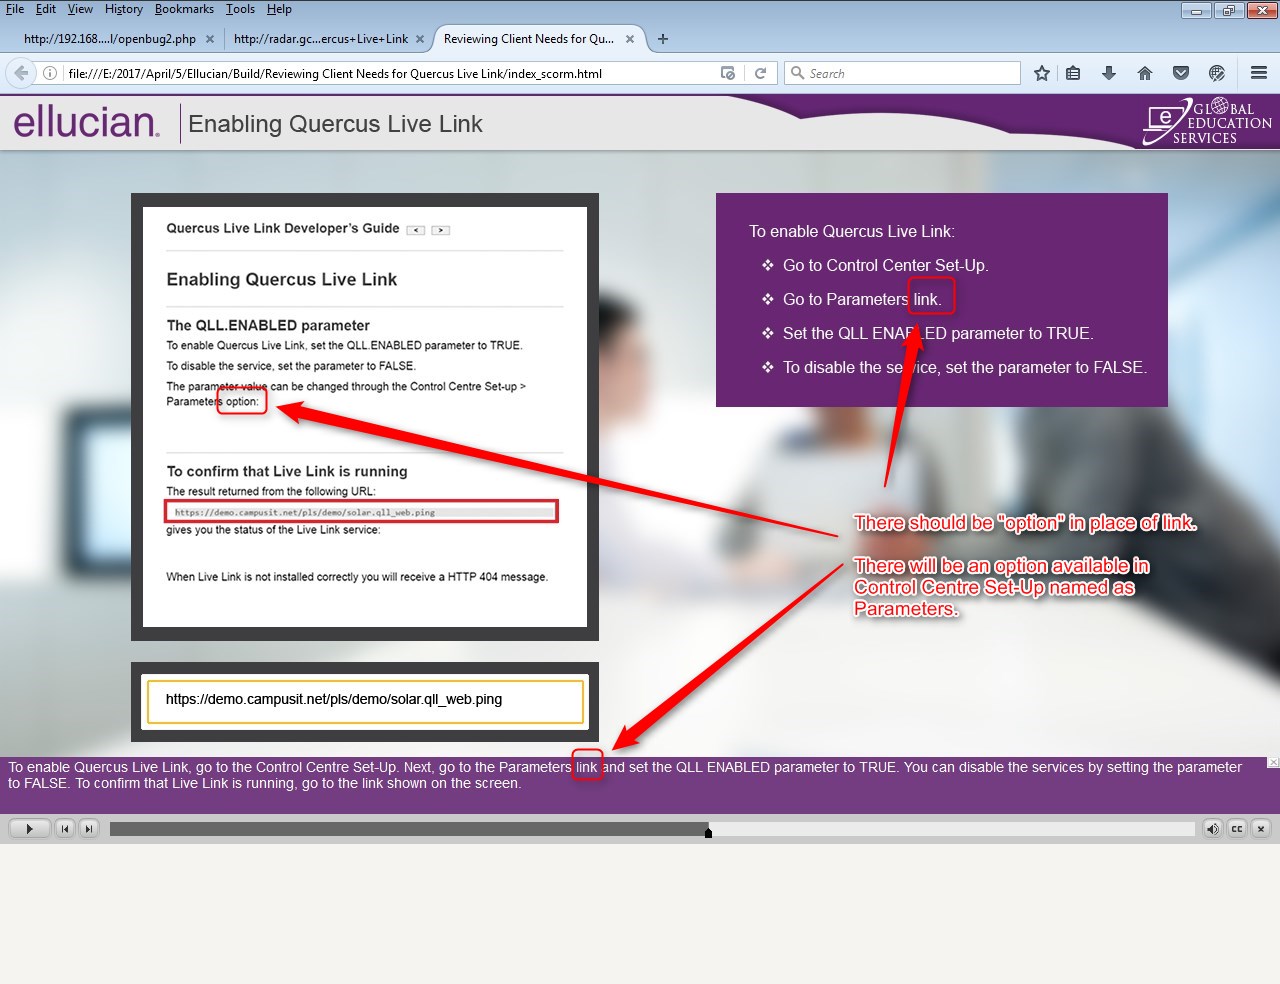 File Edit View History Bookmarks Tools Help
http://192.168....l/openbug2.php × http://radar.gc...ercus+Live+Link × Reviewing Client Needs for Qu... × +
file:///E:/2017/April/5/Ellucian/Build/Reviewing Client Needs for Quercus Live Link/index_scorm.html Search
ellucian. Enabling Quercus Live Link
e GLOBAL
EDUCATION
SERVICES
Quercus Live Link Developer's Guide < >
Enabling Quercus Live Link
The QLL.ENABLED parameter
To enable Quercus Live Link, set the QLL.ENABLED parameter to TRUE.
To disable the service, set the parameter to FALSE.
The parameter value can be changed through the Control Centre Set-up >
Parameters option:
To confirm that Live Link is running
The result returned from the following URL:
https://demo.campusit.net/pls/demo/solar.qll_web.ping
gives you the status of the Live Link service:
When Live Link is not installed correctly you will receive a HTTP 404 message.
https://demo.campusit.net/pls/demo/solar.qll_web.ping
To enable Quercus Live Link:
❖ Go to Control Center Set-Up.
❖ Go to Parameters link.
❖ Set the QLL ENABLED parameter to TRUE.
❖ To disable the service, set the parameter to FALSE.
There should be "option" in place of link.
There will be an option available in
Control Centre Set-Up named as
Parameters.
To enable Quercus Live Link, go to the Control Centre Set-Up. Next, go to the Parameters link and set the QLL ENABLED parameter to TRUE. You can disable the services by setting the parameter
to FALSE. To confirm that Live Link is running, go to the link shown on the screen.
CC